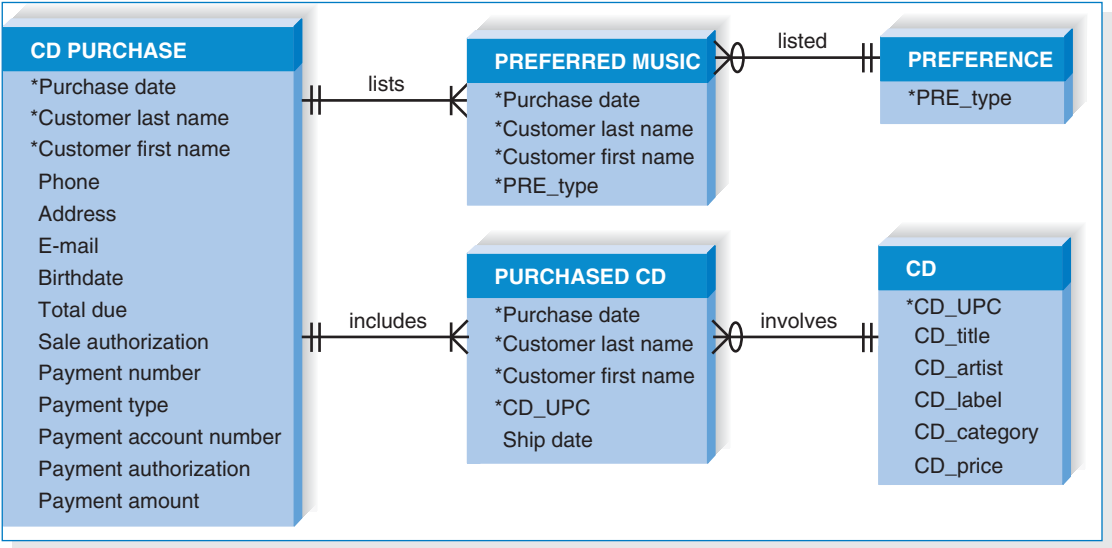 CD PURCHASE
*Purchase date
*Customer last name
*Customer first name
Phone
Address
E-mail
Birthdate
Total due
Sale authorization
Payment number
Payment type
Payment account number
Payment authorization
Payment amount
lists
PREFERRED MUSIC
*Purchase date
*Customer last name
*Customer first name
*PRE_type
listed
PREFERENCE
*PRE_type
includes
PURCHASED CD
*Purchase date
*Customer last name
*Customer first name
*CD_UPC
Ship date
involves
CD
*CD_UPC
CD_title
CD_artist
CD_label
CD_category
CD_price